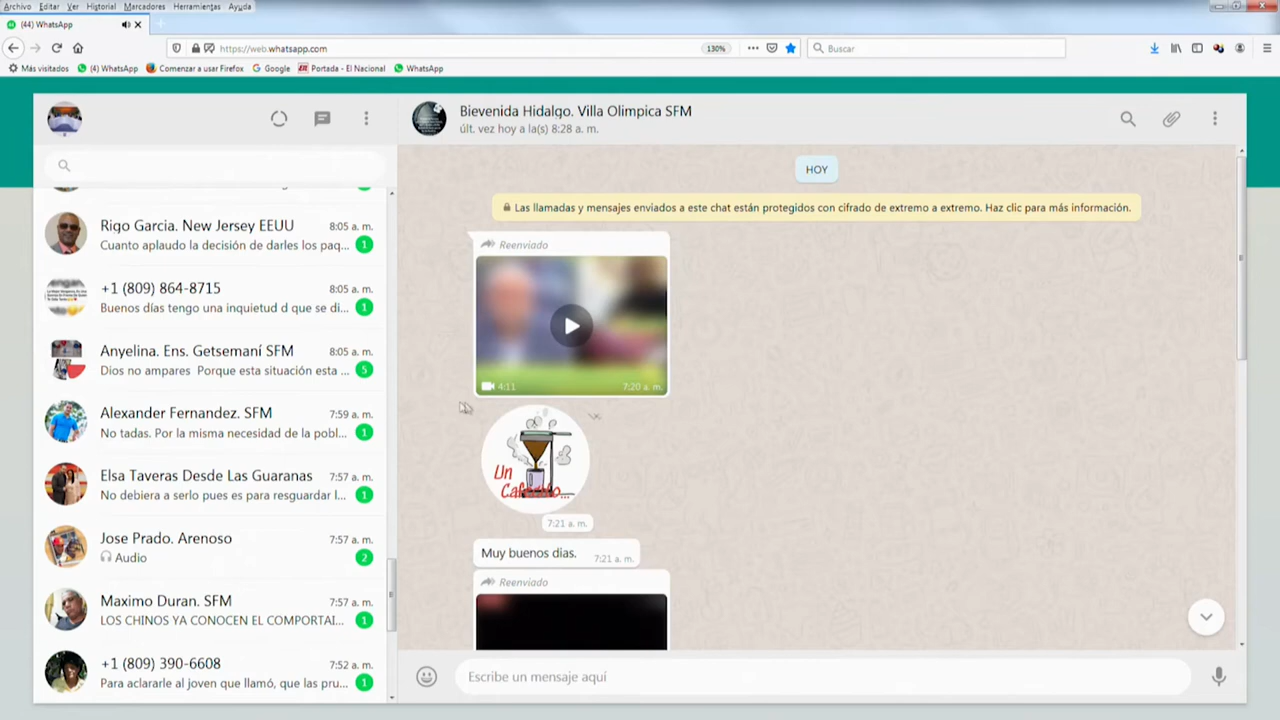 Archivo Editar Ver Historial Marcadores Herramientas Ayuda
(44) WhatsApp
https://web.whatsapp.com
130%
Buscar
Más visitados
(4) WhatsApp
Comenzar a usar Firefox
Google
Portada - El Nacional
WhatsApp
Rigo Garcia. New Jersey EEUU 8:05 a. m.
Cuanto aplaudo la decisión de darles los paq... 1
+1 (809) 864-8715 8:05 a. m.
Buenos días tengo una inquietud d que se di... 1
Anyelina. Ens. Getsemaní SFM 8:05 a. m.
Dios no ampares Porque esta situación esta ... 5
Alexander Fernandez. SFM 7:59 a. m.
No tadas. Por la misma necesidad de la pobl... 1
Elsa Taveras Desde Las Guaranas 7:57 a. m.
No debiera a serlo pues es para resguardar l... 1
Jose Prado. Arenoso 7:57 a. m.
Audio 2
Maximo Duran. SFM 7:57 a. m.
LOS CHINOS YA CONOCEN EL COMPORTAI... 1
+1 (809) 390-6608 7:52 a. m.
Para aclararle al joven que llamó, que las pru... 1
Bievenida Hidalgo. Villa Olimpica SFM
últ. vez hoy a la(s) 8:28 a. m.
HOY
Las llamadas y mensajes enviados a este chat están protegidos con cifrado de extremo a extremo. Haz clic para más información.
Reenviado
4:11 7:20 a. m.
Un
Cafecito...
7:21 a. m.
Muy buenos dias. 7:21 a. m.
Reenviado
Escribe un mensaje aquí